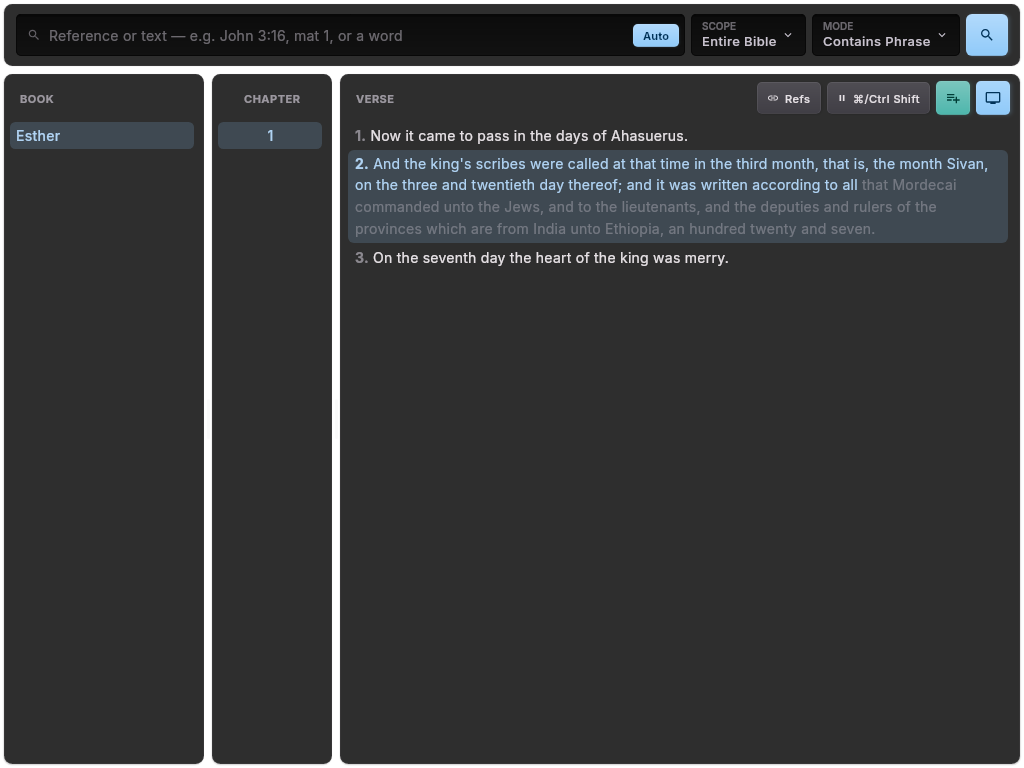 Reference or text — e.g. John 3:16, mat 1, or a word
Auto
SCOPE
Entire Bible
MODE
Contains Phrase
BOOK
CHAPTER
VERSE
Refs
⌘/Ctrl Shift
Esther
1
1. Now it came to pass in the days of Ahasuerus.
2. And the king's scribes were called at that time in the third month, that is, the month Sivan,
on the three and twentieth day thereof; and it was written according to all that Mordecai
commanded unto the Jews, and to the lieutenants, and the deputies and rulers of the
provinces which are from India unto Ethiopia, an hundred twenty and seven.
3. On the seventh day the heart of the king was merry.